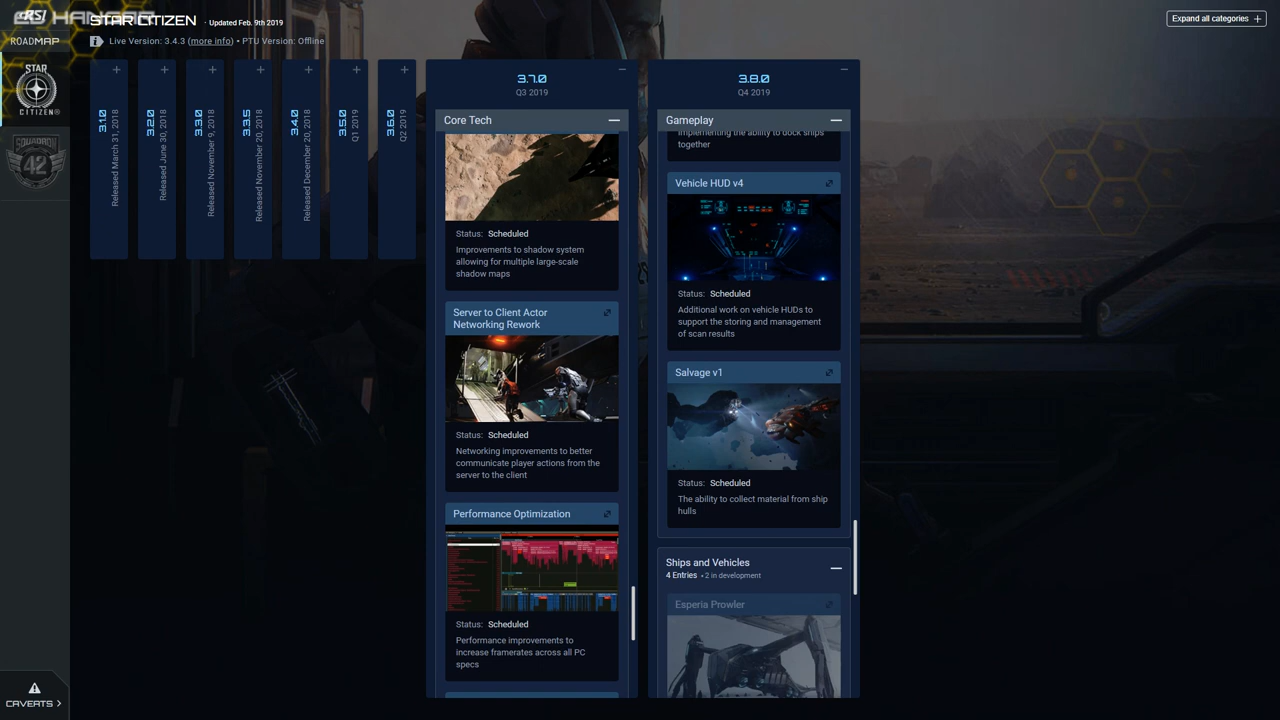 RSI HANGAR
STAR CITIZEN • Updated Feb. 9th 2019
Expand all categories
ROADMAP
Live Version: 3.4.3 (more info) • PTU Version: Offline
STAR
CITIZEN®
SQUADRON
42
3.1.0
Released March 31, 2018
3.2.0
Released June 30, 2018
3.3.0
Released November 9, 2018
3.3.5
Released November 20, 2018
3.4.0
Released December 20, 2018
3.5.0
Q1 2019
3.6.0
Q2 2019
3.7.0
Q3 2019
Core Tech
Status: Scheduled
Improvements to shadow system
allowing for multiple large-scale
shadow maps
Server to Client Actor
Networking Rework
Status: Scheduled
Networking improvements to better
communicate player actions from the
server to the client
Performance Optimization
Status: Scheduled
Performance improvements to
increase framerates across all PC
specs
3.8.0
Q4 2019
Gameplay
implementing the ability to dock ships
together
Vehicle HUD v4
Status: Scheduled
Additional work on vehicle HUDs to
support the storing and management
of scan results
Salvage v1
Status: Scheduled
The ability to collect material from ship
hulls
Ships and Vehicles
4 Entries • 2 in development
Esperia Prowler
CAVEATS